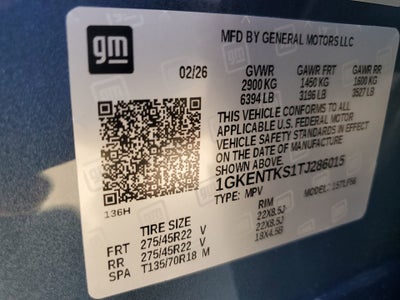 gm
MFD BY GENERAL MOTORS LLC
02/26
GVWR GAWR FRT GAWR RR
2900 KG 1450 KG 1600 KG
6394 LB 3196 LB 3527 LB
THIS VEHICLE CONFORMS TO ALL
APPLICABLE U.S. FEDERAL MOTOR
VEHICLE SAFETY STANDARDS IN EFFECT
ON THE DATE OF MANUFACTURE
SHOWN ABOVE.
1GKENTKS1TJ286015
TYPE: MPV MODEL:
136H
TIRE SIZE RIM
FRT 275/45R22 V 22X8.5J
RR 275/45R22 V 22X8.5J
SPA T135/70R18 M 18X4.5B